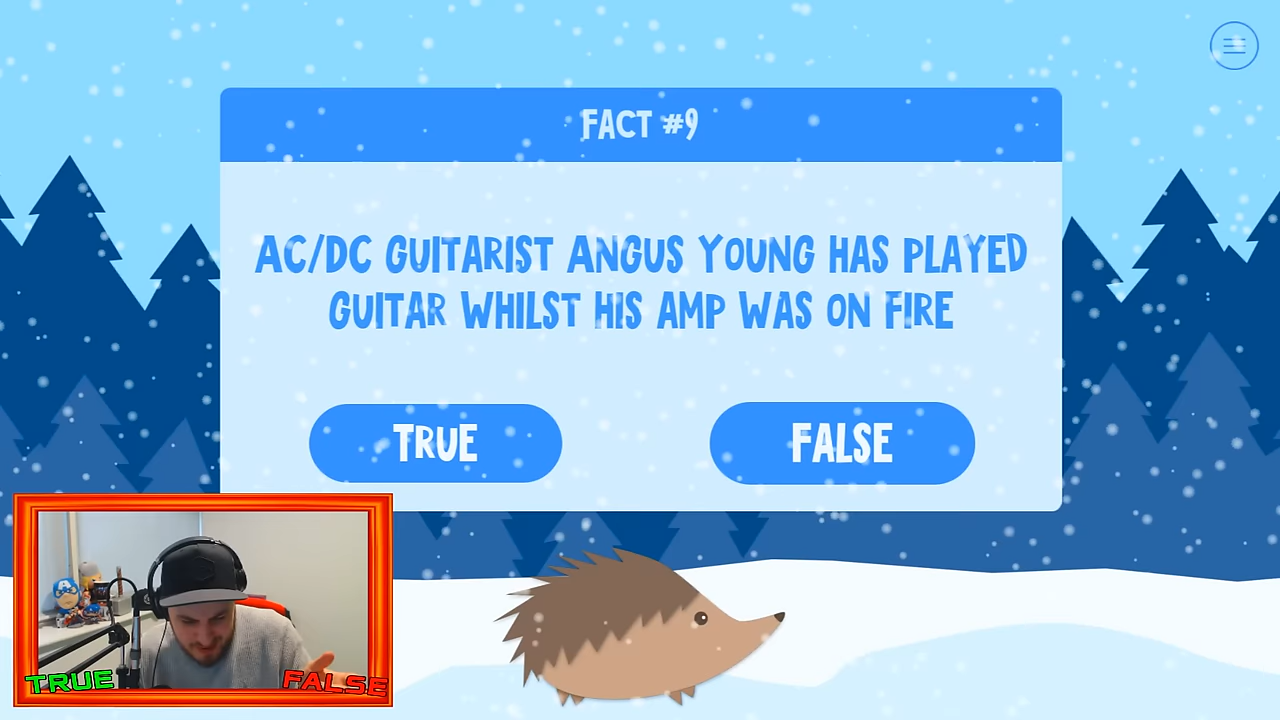 FACT #9
AC/DC GUITARIST ANGUS YOUNG HAS PLAYED
GUITAR WHILST HIS AMP WAS ON FIRE
TRUE
FALSE
TRUE
FALSE